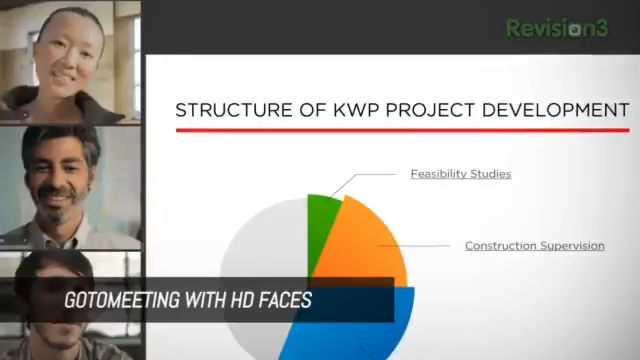 Revision3
STRUCTURE OF KWP PROJECT DEVELOPMENT
Feasibility Studies
Construction Supervision
GOTOMEETING WITH HD FACES